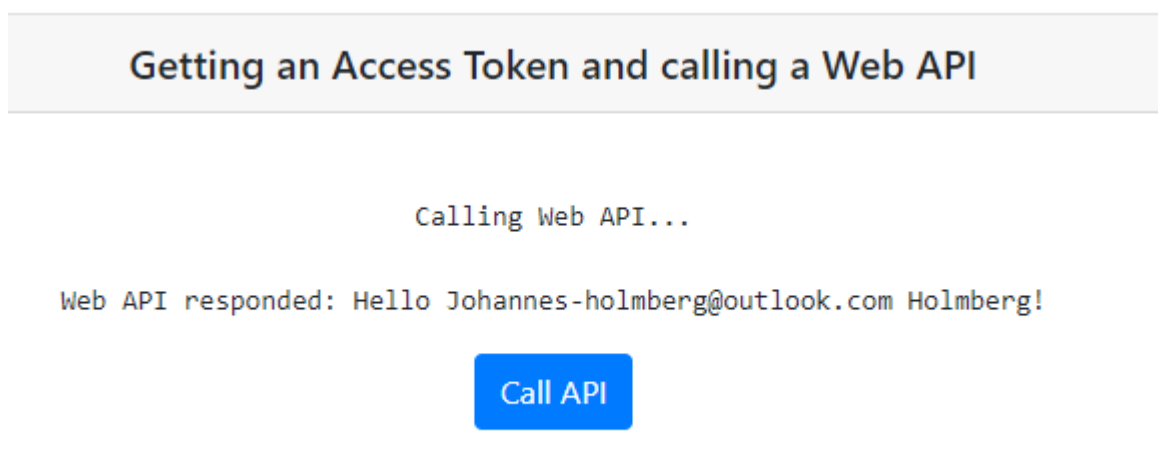 Getting an Access Token and calling a Web API
Calling Web API...
Web API responded: Hello Johannes-holmberg@outlook.com Holmberg!
Call API